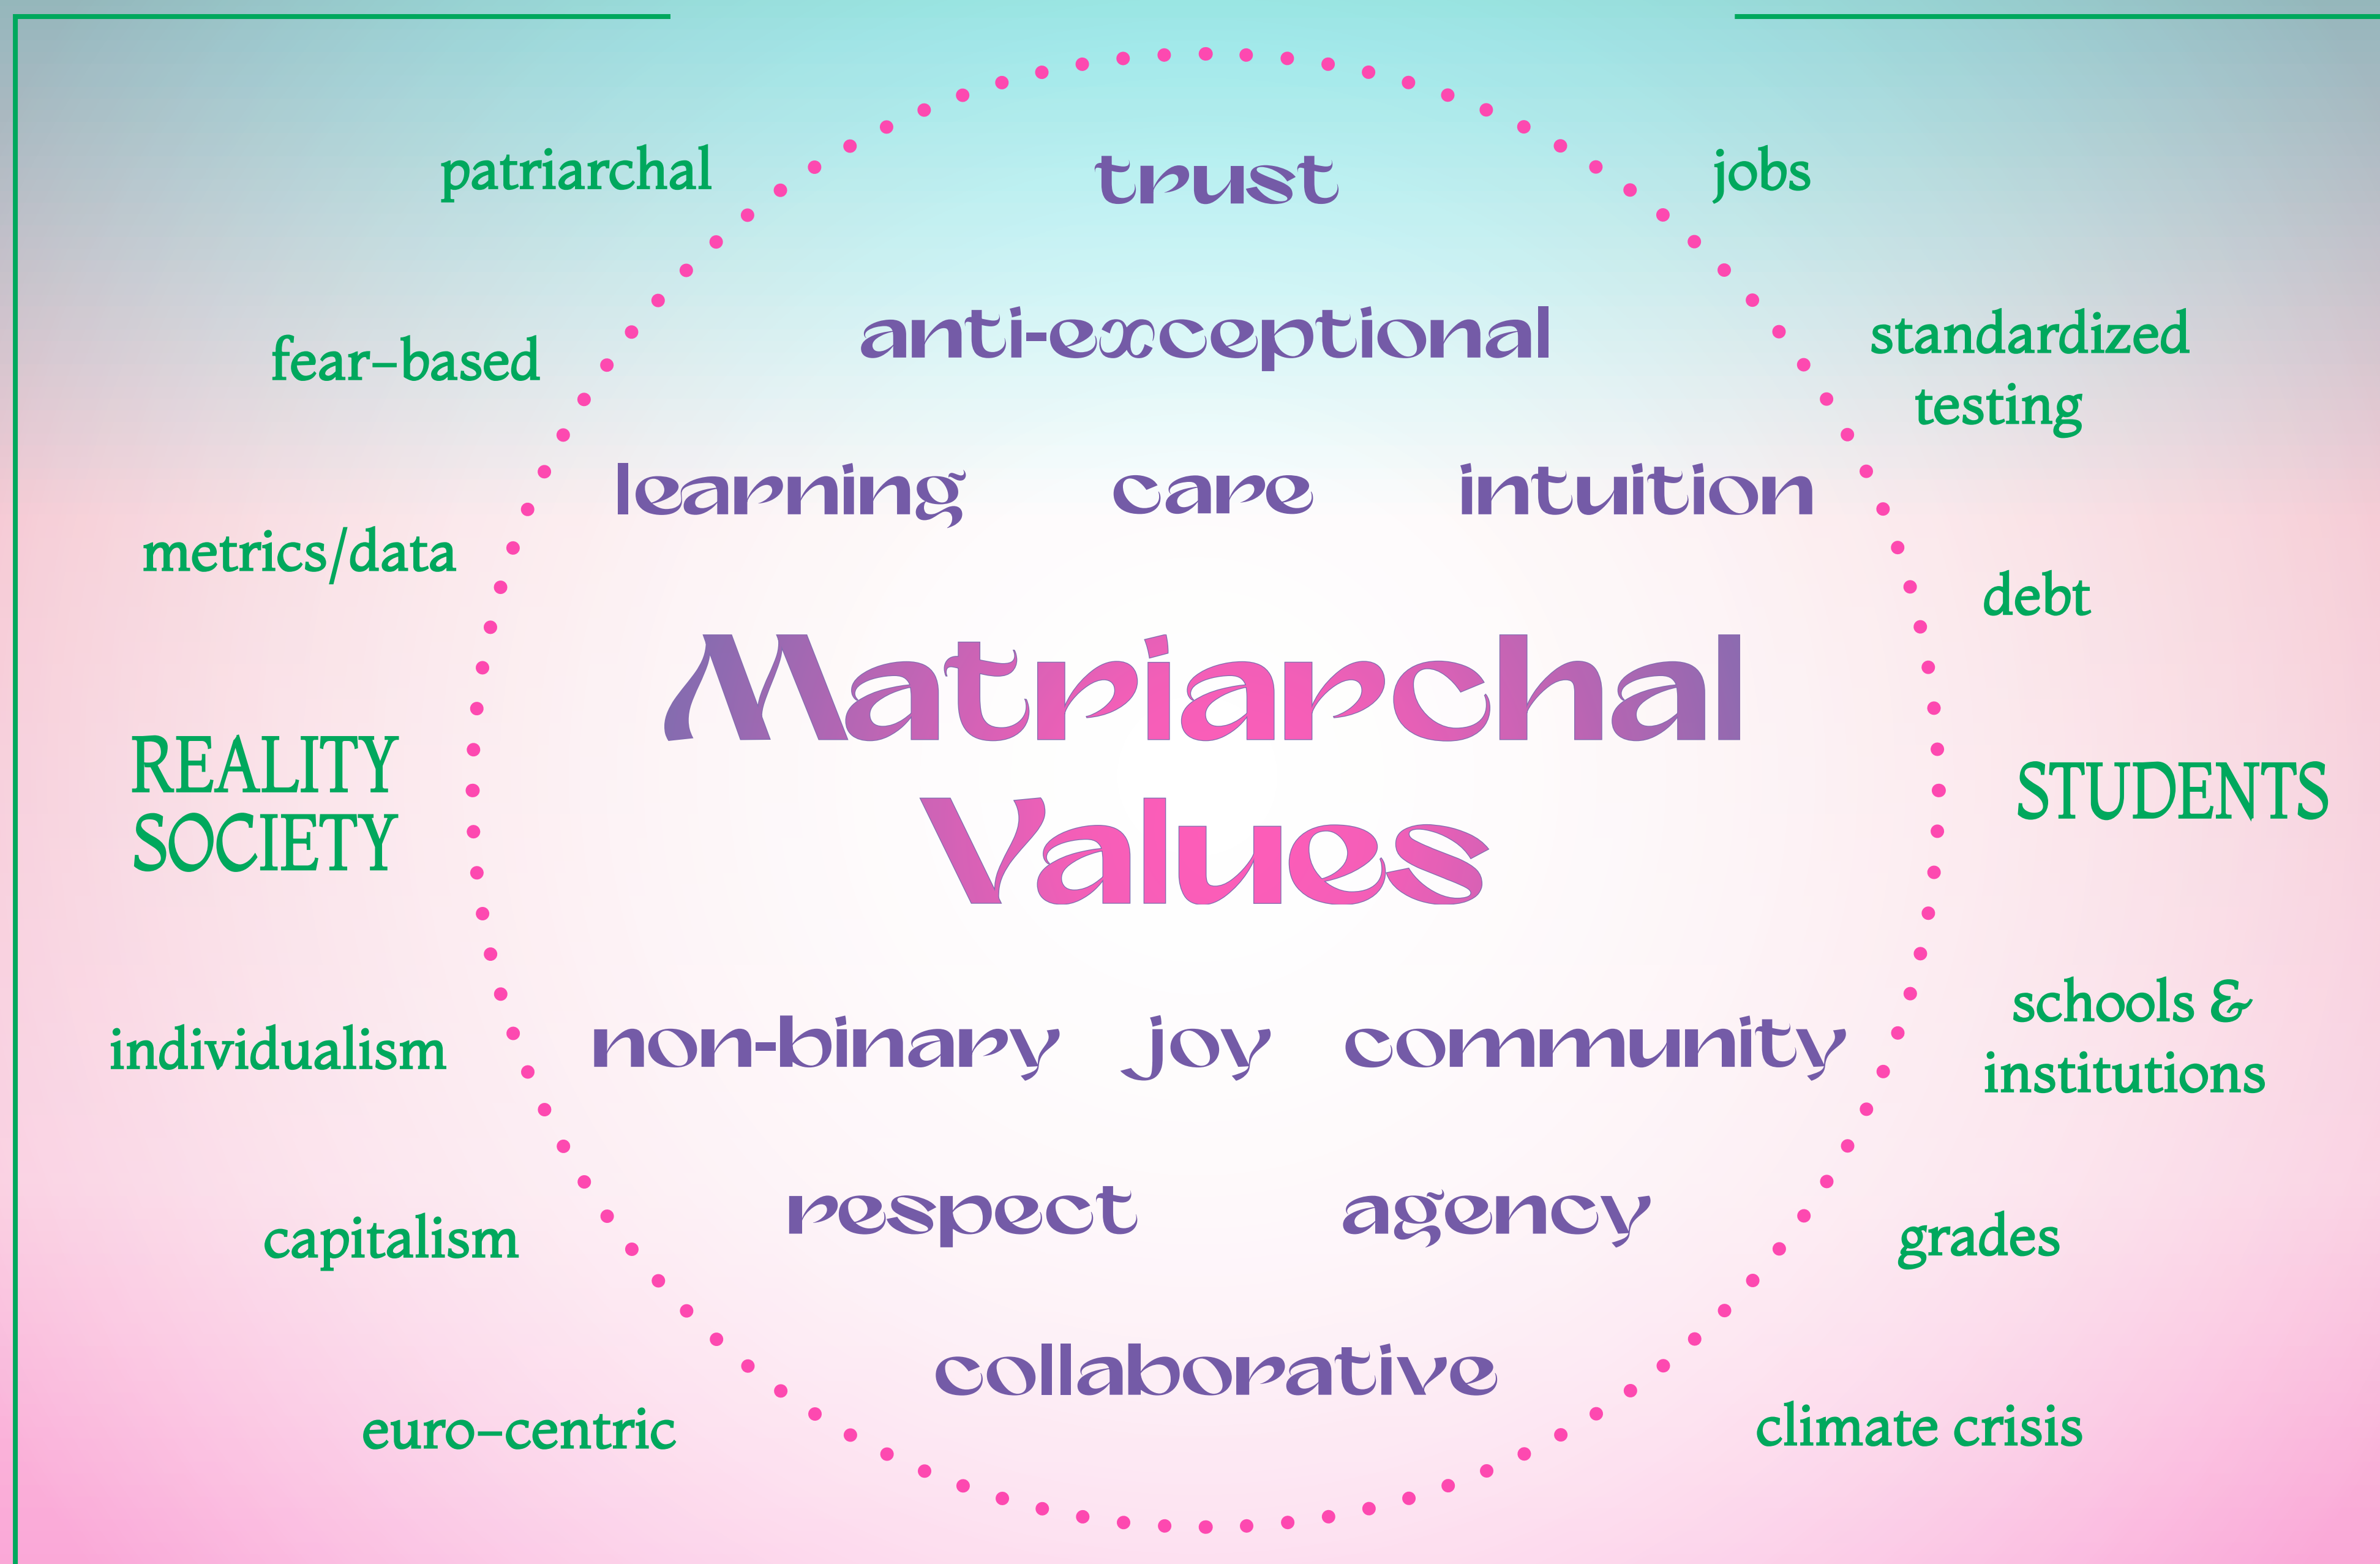 patriarchal
trust
jobs
fear-based
anti-exceptional
standardized
testing
learning care intuition
metrics/data
debt
Matriarchal
Values
REALITY
SOCIETY
STUDENTS
individualism
non-binary joy community
schools &
institutions
capitalism
respect agency
grades
collaborative
euro-centric
climate crisis